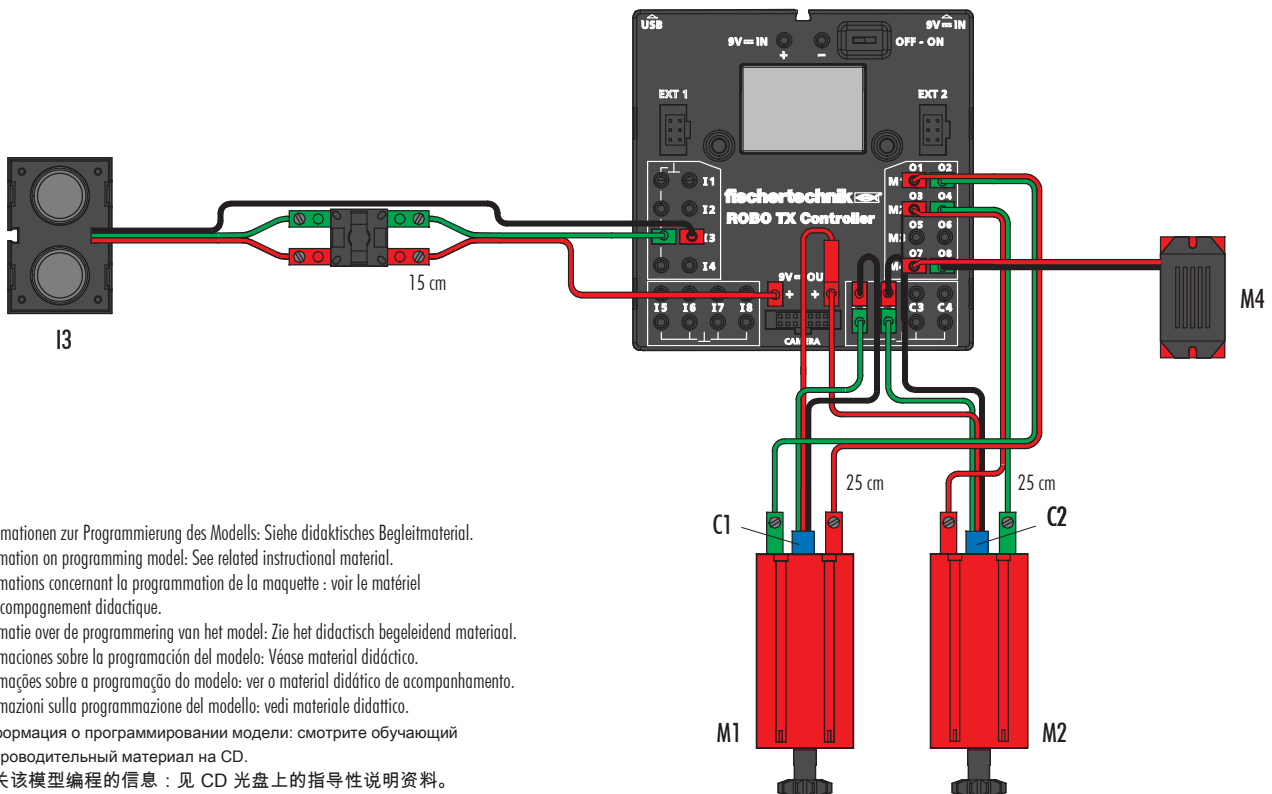 USB
9V IN
9V IN
+ -
OFF - ON
EXT 1
EXT 2
I1
I2
I3
I4
I5 I6 I7 I8
fischertechnik
ROBO TX Controller
O1 O2
O3 O4
M3
O5 O6
O7 O8
9V OU
+ +
C3 C4
I3
15 cm
M4
25 cm
25 cm
C1
C2
M1
M2
mationen zur Programmierung des Modells: Siehe didaktisches Begleitmaterial.
mation on programming model: See related instructional material.
mations concernant la programmation de la maquette : voir le matériel
compagnement didactique.
matie over de programmering van het model: Zie het didactisch begeleidend materiaal.
maciones sobre la programación del modelo: Véase material didáctico.
mações sobre a programação do modelo: ver o material didático de acompanhamento.
mazioni sulla programmazione del modello: vedi materiale didattico.
ормация о программировании модели: смотрите обучающий
роводительный материал на CD.
关该模型编程的信息：见 CD 光盘上的指导性说明资料。